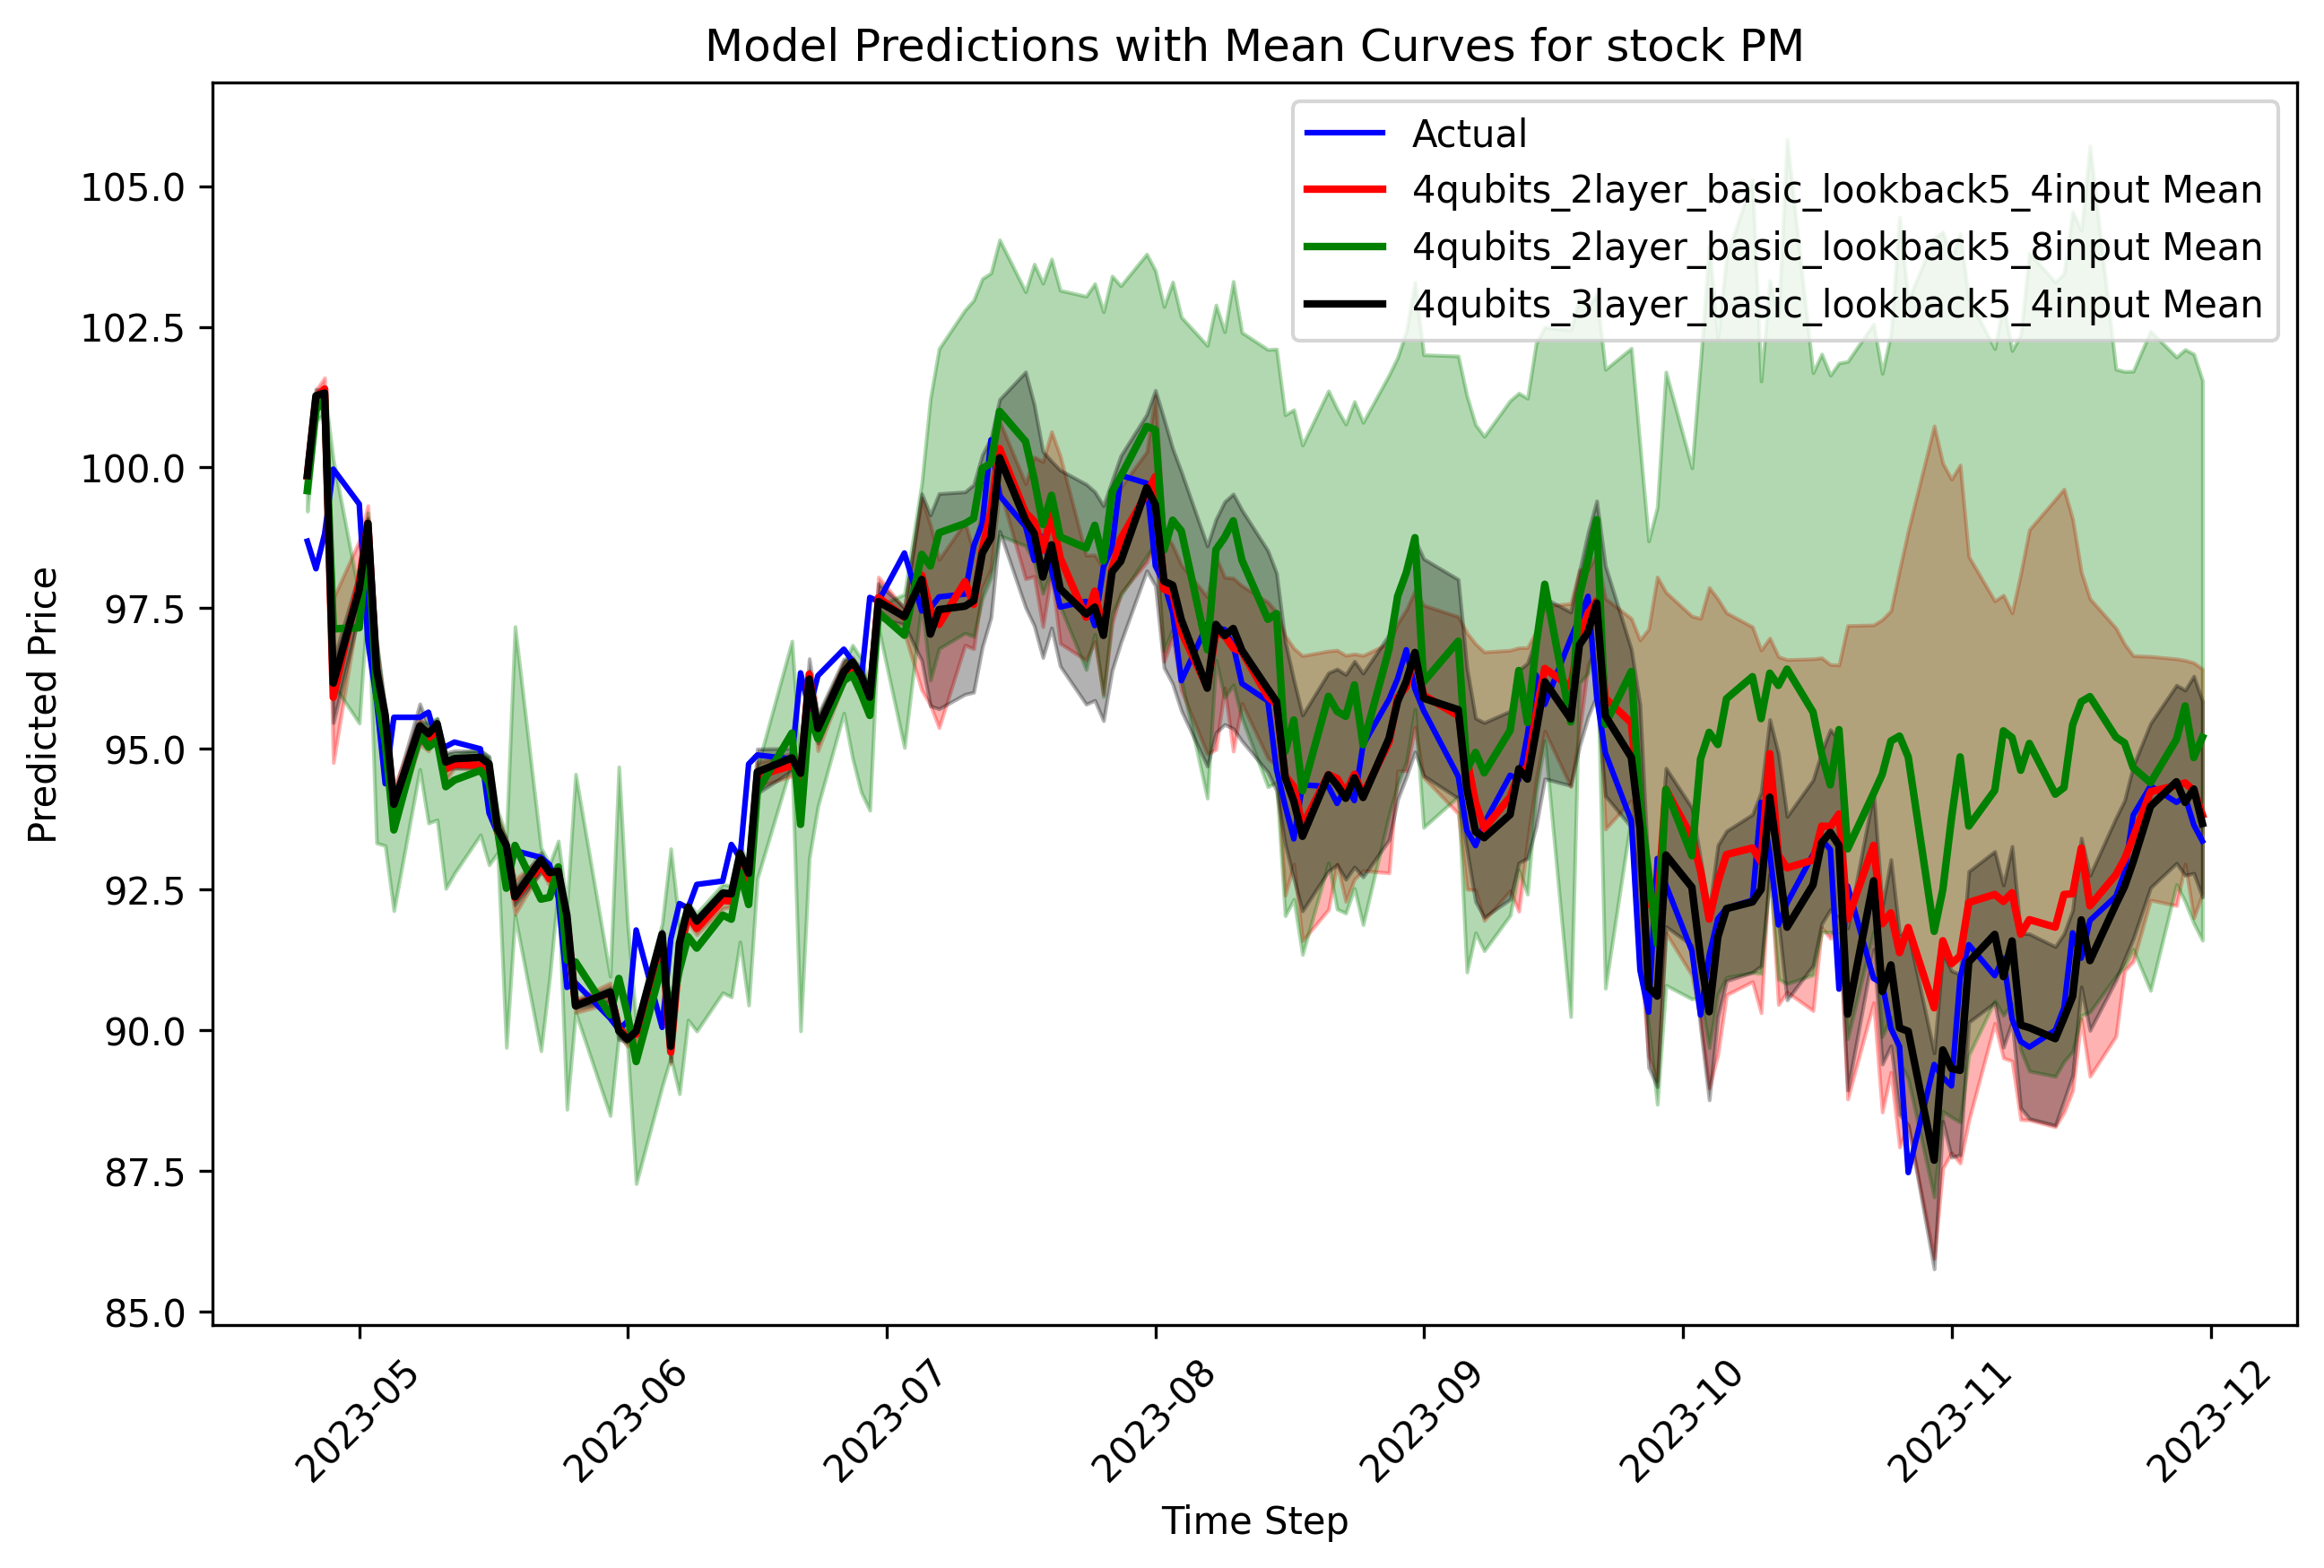 Model Predictions with Mean Curves for stock PM
Actual
4qubits_2layer_basic_lookback5_4input Mean
4qubits_2layer_basic_lookback5_8input Mean
4qubits_3layer_basic_lookback5_4input Mean
Predicted Price
105.0
102.5
100.0
97.5
95.0
92.5
90.0
87.5
85.0
2023-05
2023-06
2023-07
2023-08
2023-09
2023-10
2023-11
2023-12
Time Step